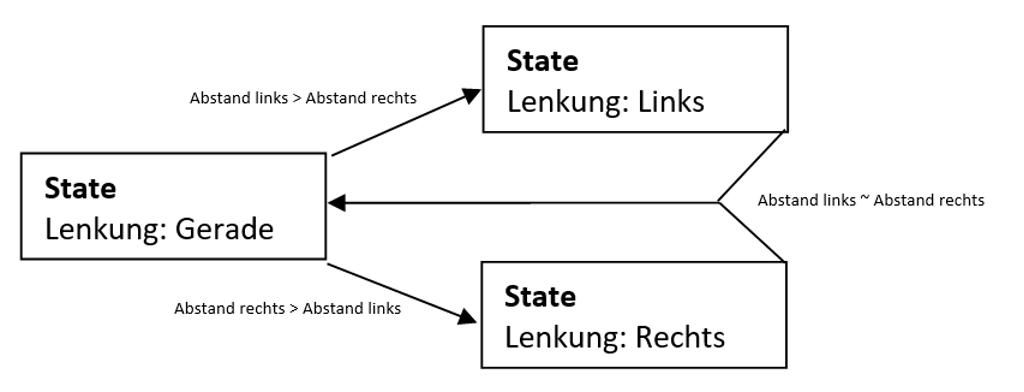 State
Lenkung: Links
Abstand links > Abstand rechts
State
Lenkung: Gerade
Abstand links ~ Abstand rechts
Abstand rechts > Abstand links
State
Lenkung: Rechts